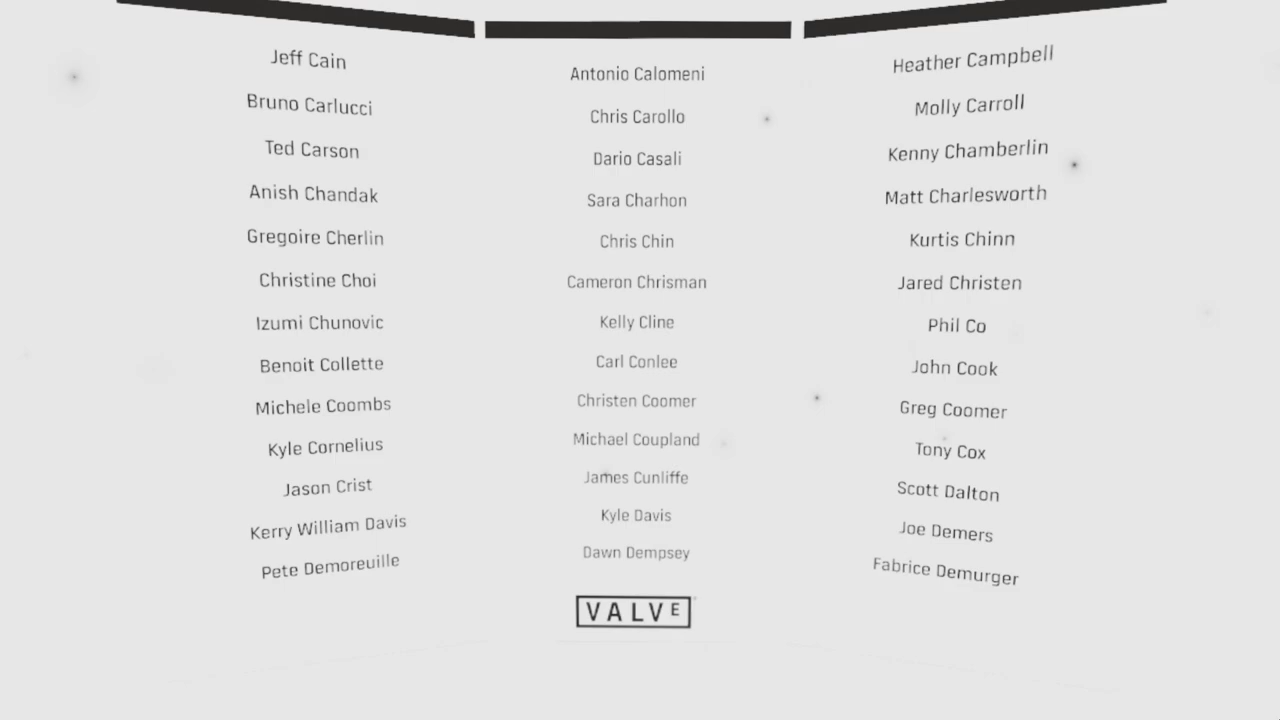 Jeff Cain
Antonio Calomeni
Heather Campbell
Bruno Carlucci
Chris Carollo
Molly Carroll
Ted Carson
Dario Casali
Kenny Chamberlin
Anish Chandak
Sara Charhon
Matt Charlesworth
Gregoire Cherlin
Chris Chin
Kurtis Chinn
Christine Choi
Cameron Chrisman
Jared Christen
Izumi Chunovic
Kelly Cline
Phil Co
Benoit Collette
Carl Conlee
John Cook
Michele Coombs
Christen Coomer
Greg Coomer
Kyle Cornelius
Michael Coupland
Tony Cox
Jason Crist
James Cunliffe
Scott Dalton
Kerry William Davis
Kyle Davis
Joe Demers
Pete Demoreuille
Dawn Dempsey
Fabrice Demurger
VALVE